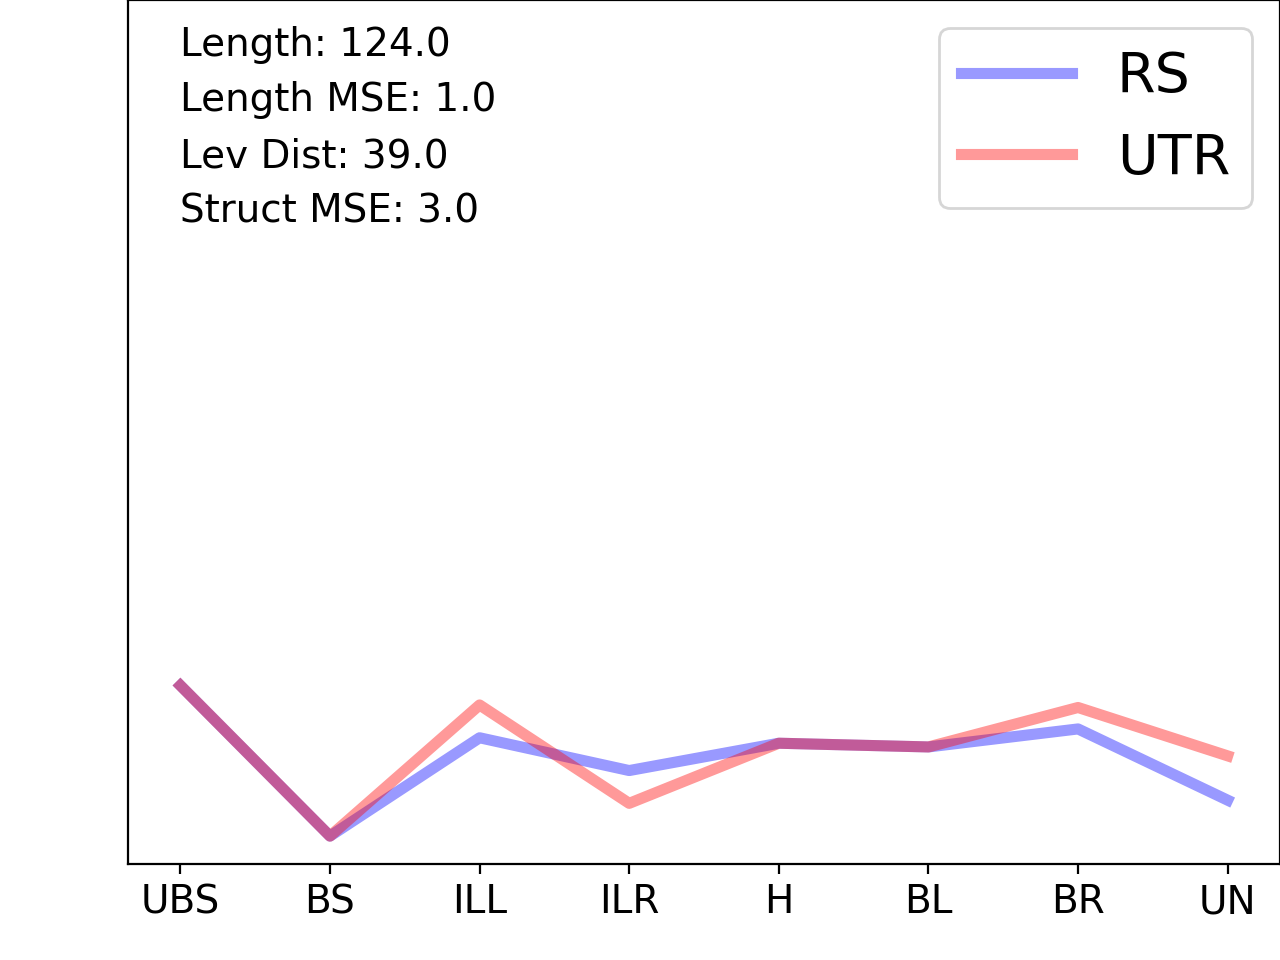 Length: 124.0
Length MSE: 1.0
Lev Dist: 39.0
Struct MSE: 3.0
RS
UTR
UBS BS ILL ILR H BL BR UN